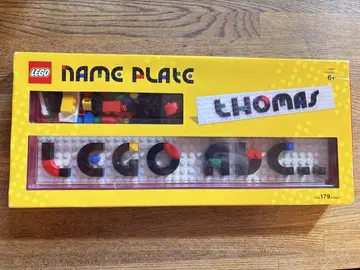 LEGO NAME PLATE
6+
tHOMAS
LEGO AbC...
179